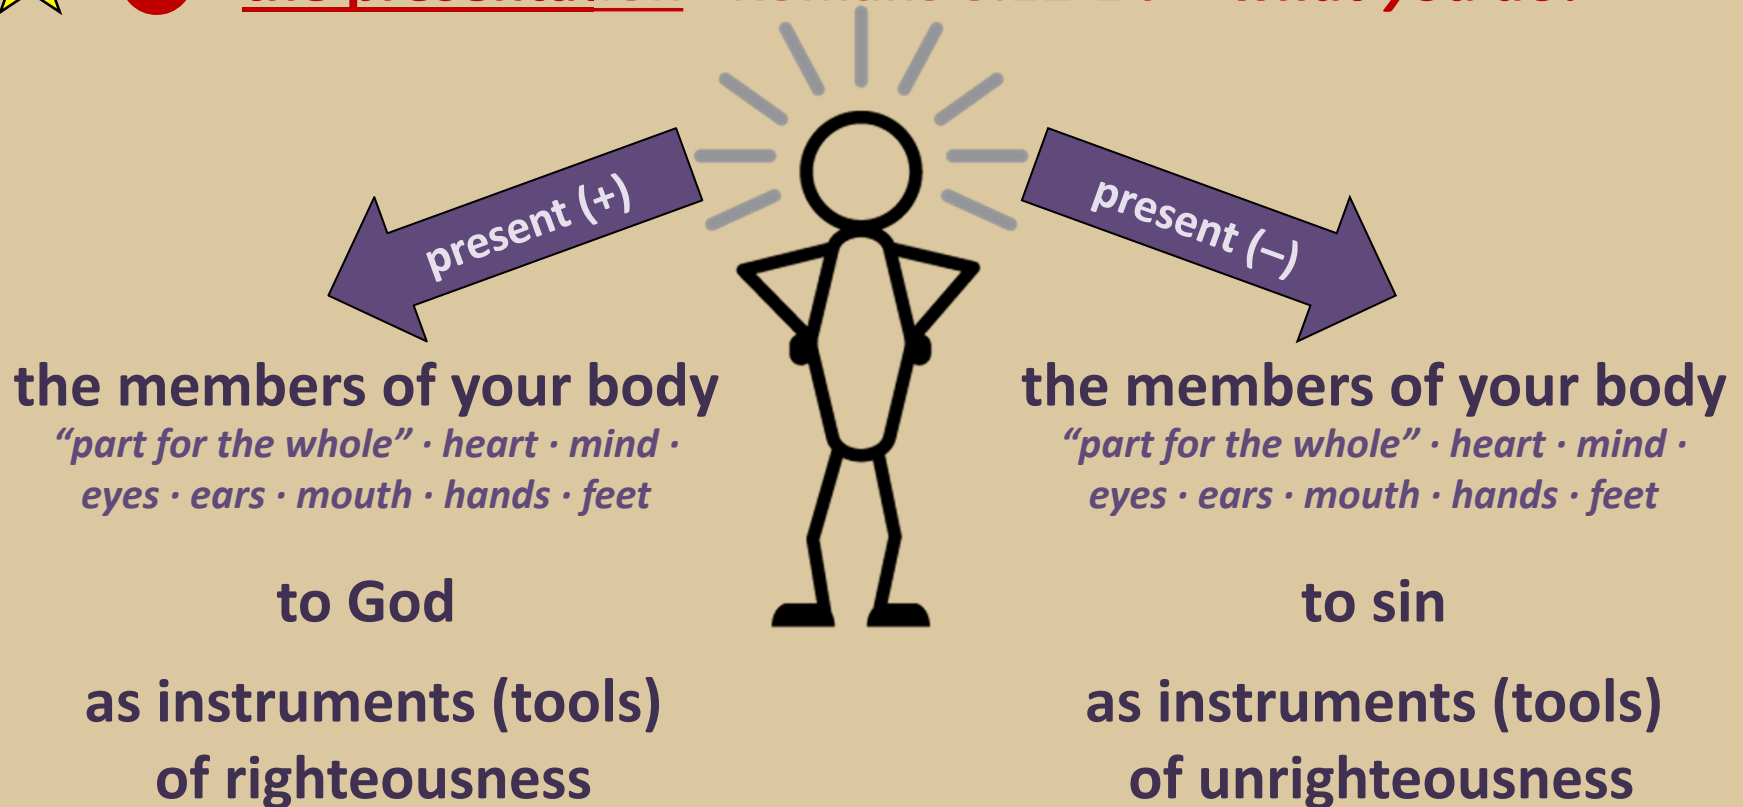 the presentation
present (+)
the members of your body
“part for the whole” · heart · mind ·
eyes · ears · mouth · hands · feet
to God
as instruments (tools)
of righteousness
present (–)
the members of your body
“part for the whole” · heart · mind ·
eyes · ears · mouth · hands · feet
to sin
as instruments (tools)
of unrighteousness